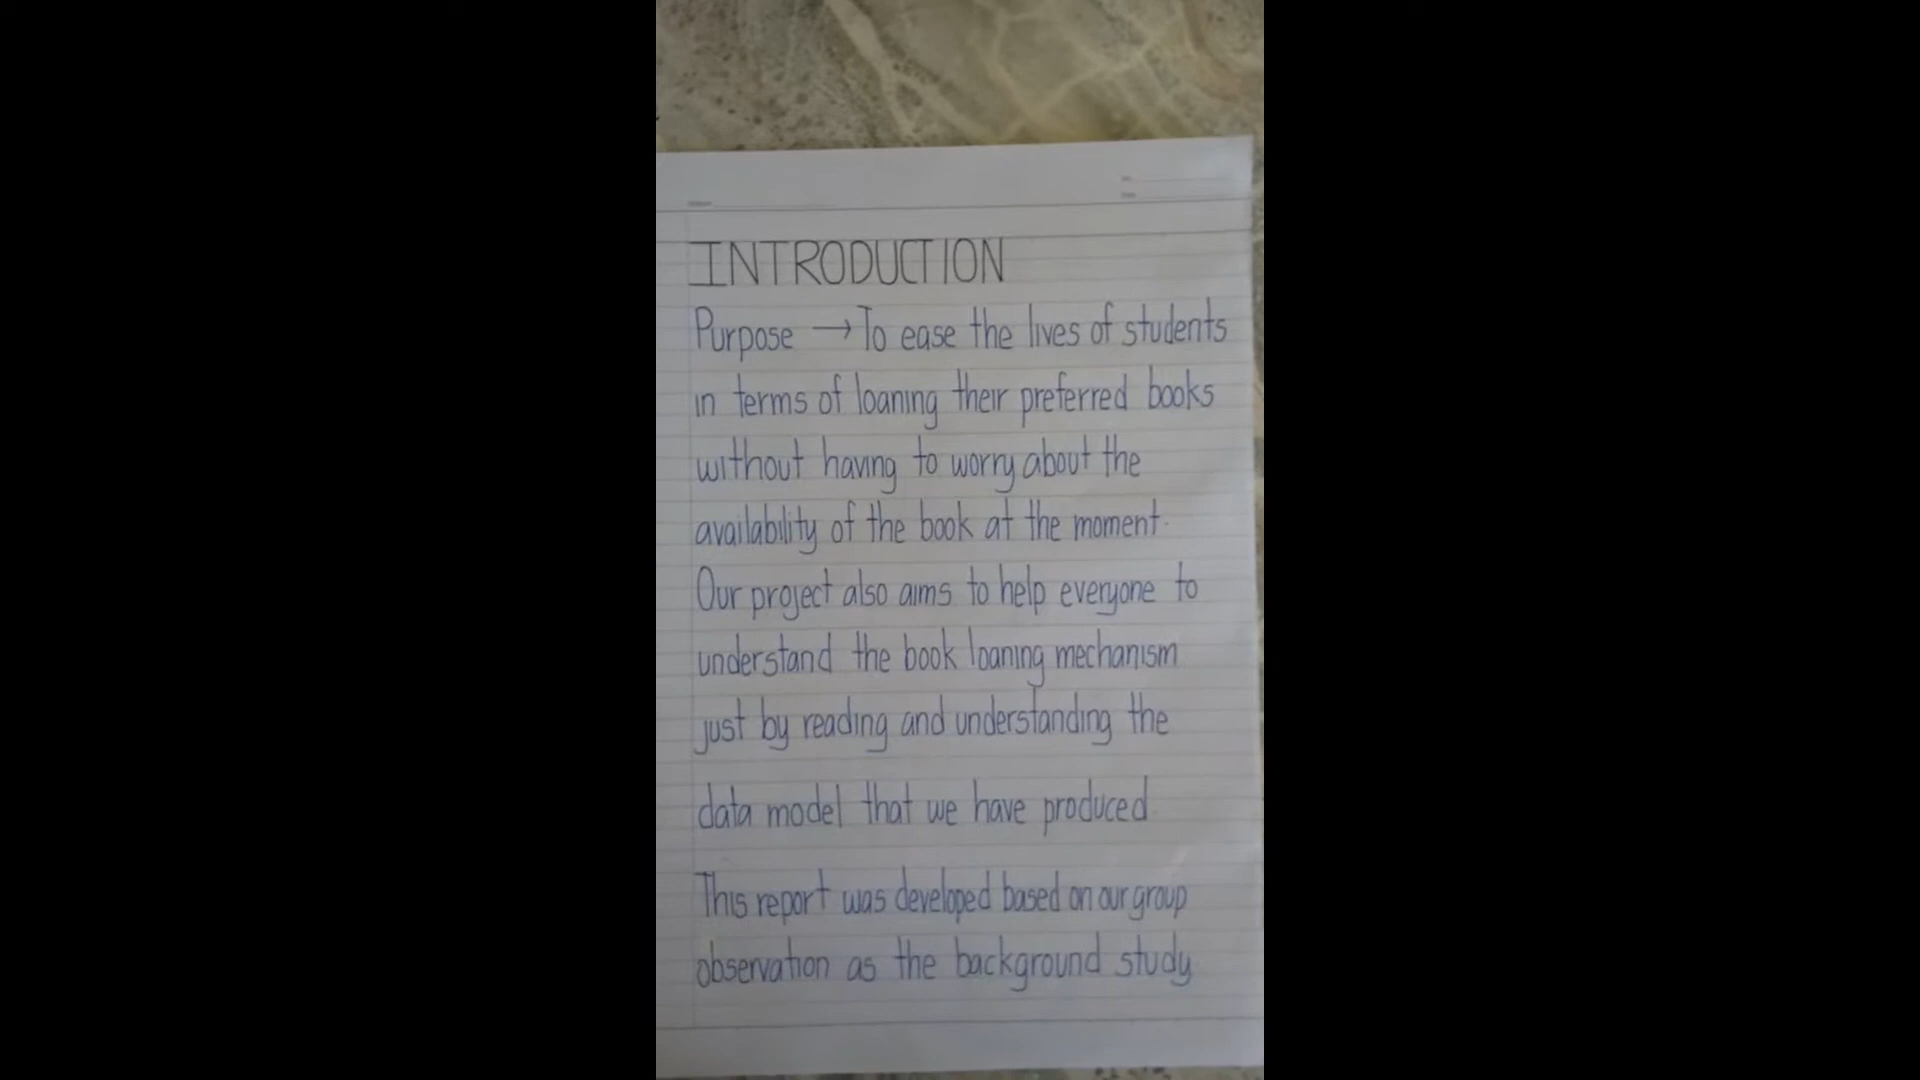 INTRODUCTION
Purpose → To ease the lives of students
in terms of loaning their preferred books
without having to worry about the
availability of the book at the moment.
Our project also aims to help everyone to
understand the book loaning mechanism
just by reading and understanding the
data model that we have produced.
This report was developed based on our group
observation as the background study